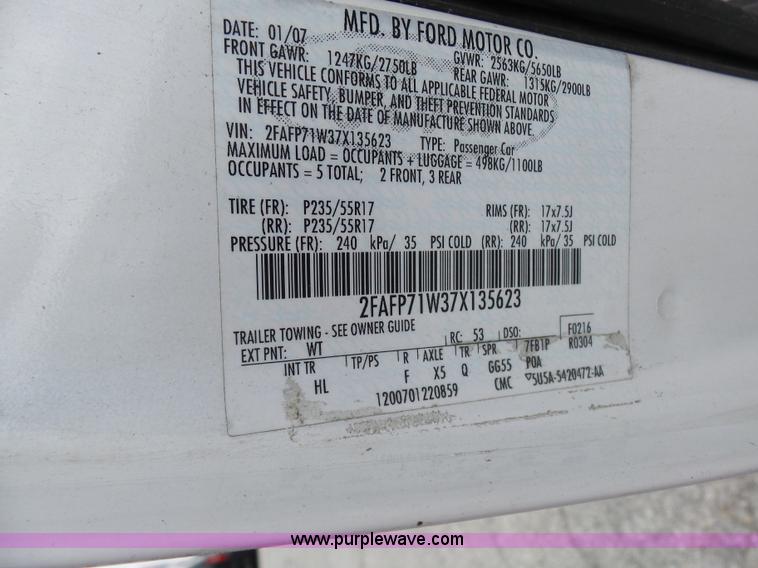 MFD. BY FORD MOTOR CO.
DATE: 01/07 GVWR: 2563KG/5650LB
FRONT GAWR: 1247KG/2750LB REAR GAWR: 1315KG/2900LB
THIS VEHICLE CONFORMS TO ALL APPLICABLE FEDERAL MOTOR
VEHICLE SAFETY, BUMPER, AND THEFT PREVENTION STANDARDS
IN EFFECT ON THE DATE OF MANUFACTURE SHOWN ABOVE.
VIN: 2FAFP71W37X135623 TYPE: Passenger Car
MAXIMUM LOAD = OCCUPANTS + LUGGAGE = 498KG/1100LB
OCCUPANTS = 5 TOTAL; 2 FRONT, 3 REAR
TIRE (FR): P235/55R17 RIMS (FR): 17x7.5J
(RR): P235/55R17 (RR): 17x7.5J
PRESSURE (FR): 240 kPa/ 35 PSI COLD (RR): 240 kPa/ 35 PSI COLD
2FAFP71W37X135623
TRAILER TOWING - SEE OWNER GUIDE
EXT PNT: WT RC: 53 DSO: F0216
INT TR TP/PS R AXLE TR SPR 7FB1P R0304
HL F X5 Q GG55 PQA
1200701220859 CMC ▽5U5A-5420472-AA
www.purplewave.com